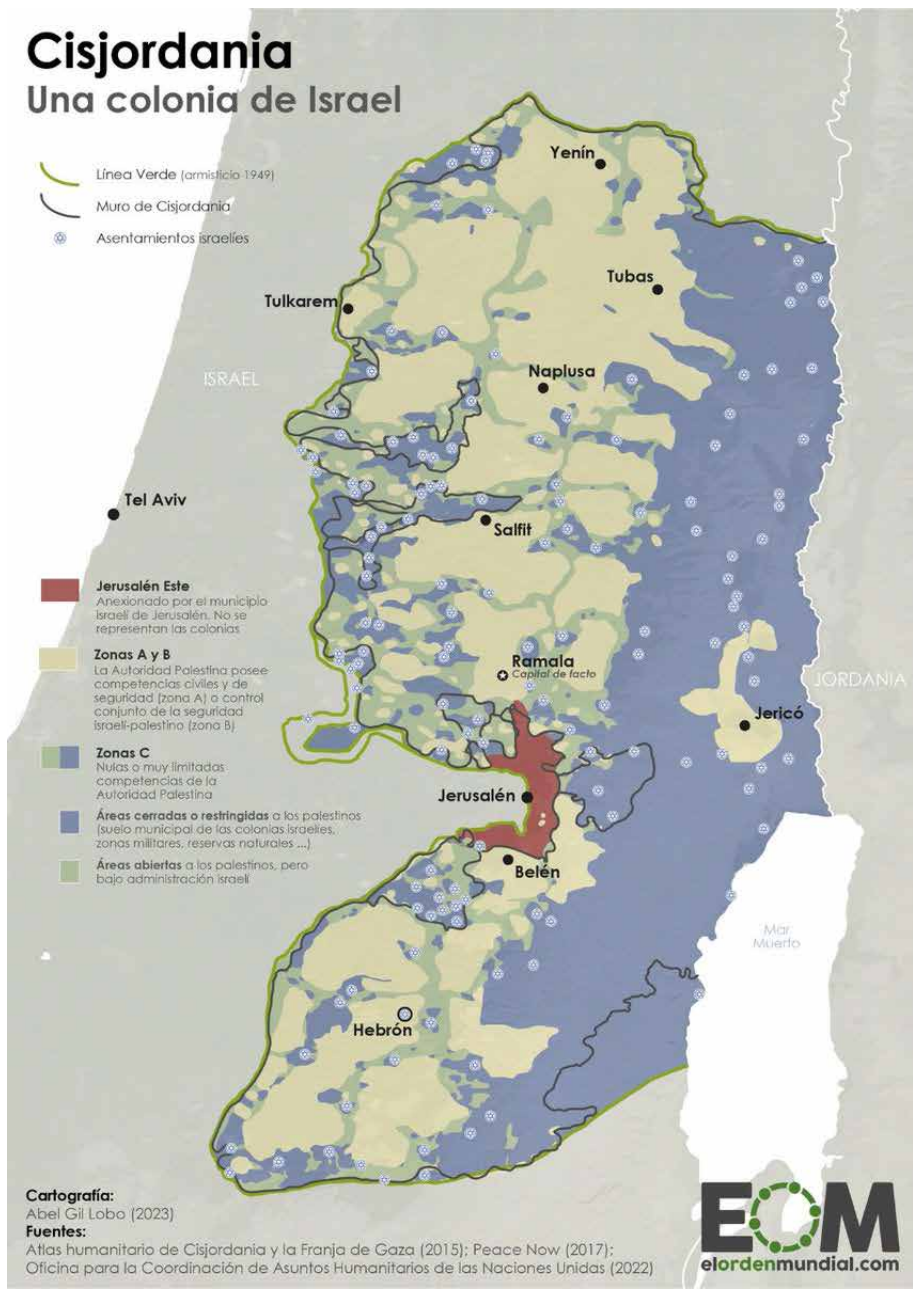 Cisjordania
Una colonia de Israel
Línea Verde (armisticio 1949)
Muro de Cisjordania
Asentamientos israelíes
Yenín
Tubas
Tulkarem
ISRAEL
Naplusa
Tel Aviv
Salfit
Jerusalén Este
Anexionado por el municipio
israelí de Jerusalén. No se
representan las colonias
Zonas A y B
La Autoridad Palestina posee
competencias civiles y de
seguridad (zona A) o control
conjunto de la seguridad
israelí-palestino (zona B)
Zonas C
Nulas o muy limitadas
competencias de la
Autoridad Palestina
Áreas cerradas o restringidas a los palestinos
(suelo municipal de las colonias israelíes,
zonas militares, reservas naturales ...)
Áreas abiertas a los palestinos, pero
bajo administración israelí
Ramala
Capital de facto
JORDANIA
Jericó
Jerusalén
Belén
Mar
Muerto
Hebrón
Cartografía:
Abel Gil Lobo (2023)
Fuentes:
Atlas humanitario de Cisjordania y la Franja de Gaza (2015); Peace Now (2017);
Oficina para la Coordinación de Asuntos Humanitarios de las Naciones Unidas (2022)
EOM
elordenmundial.com